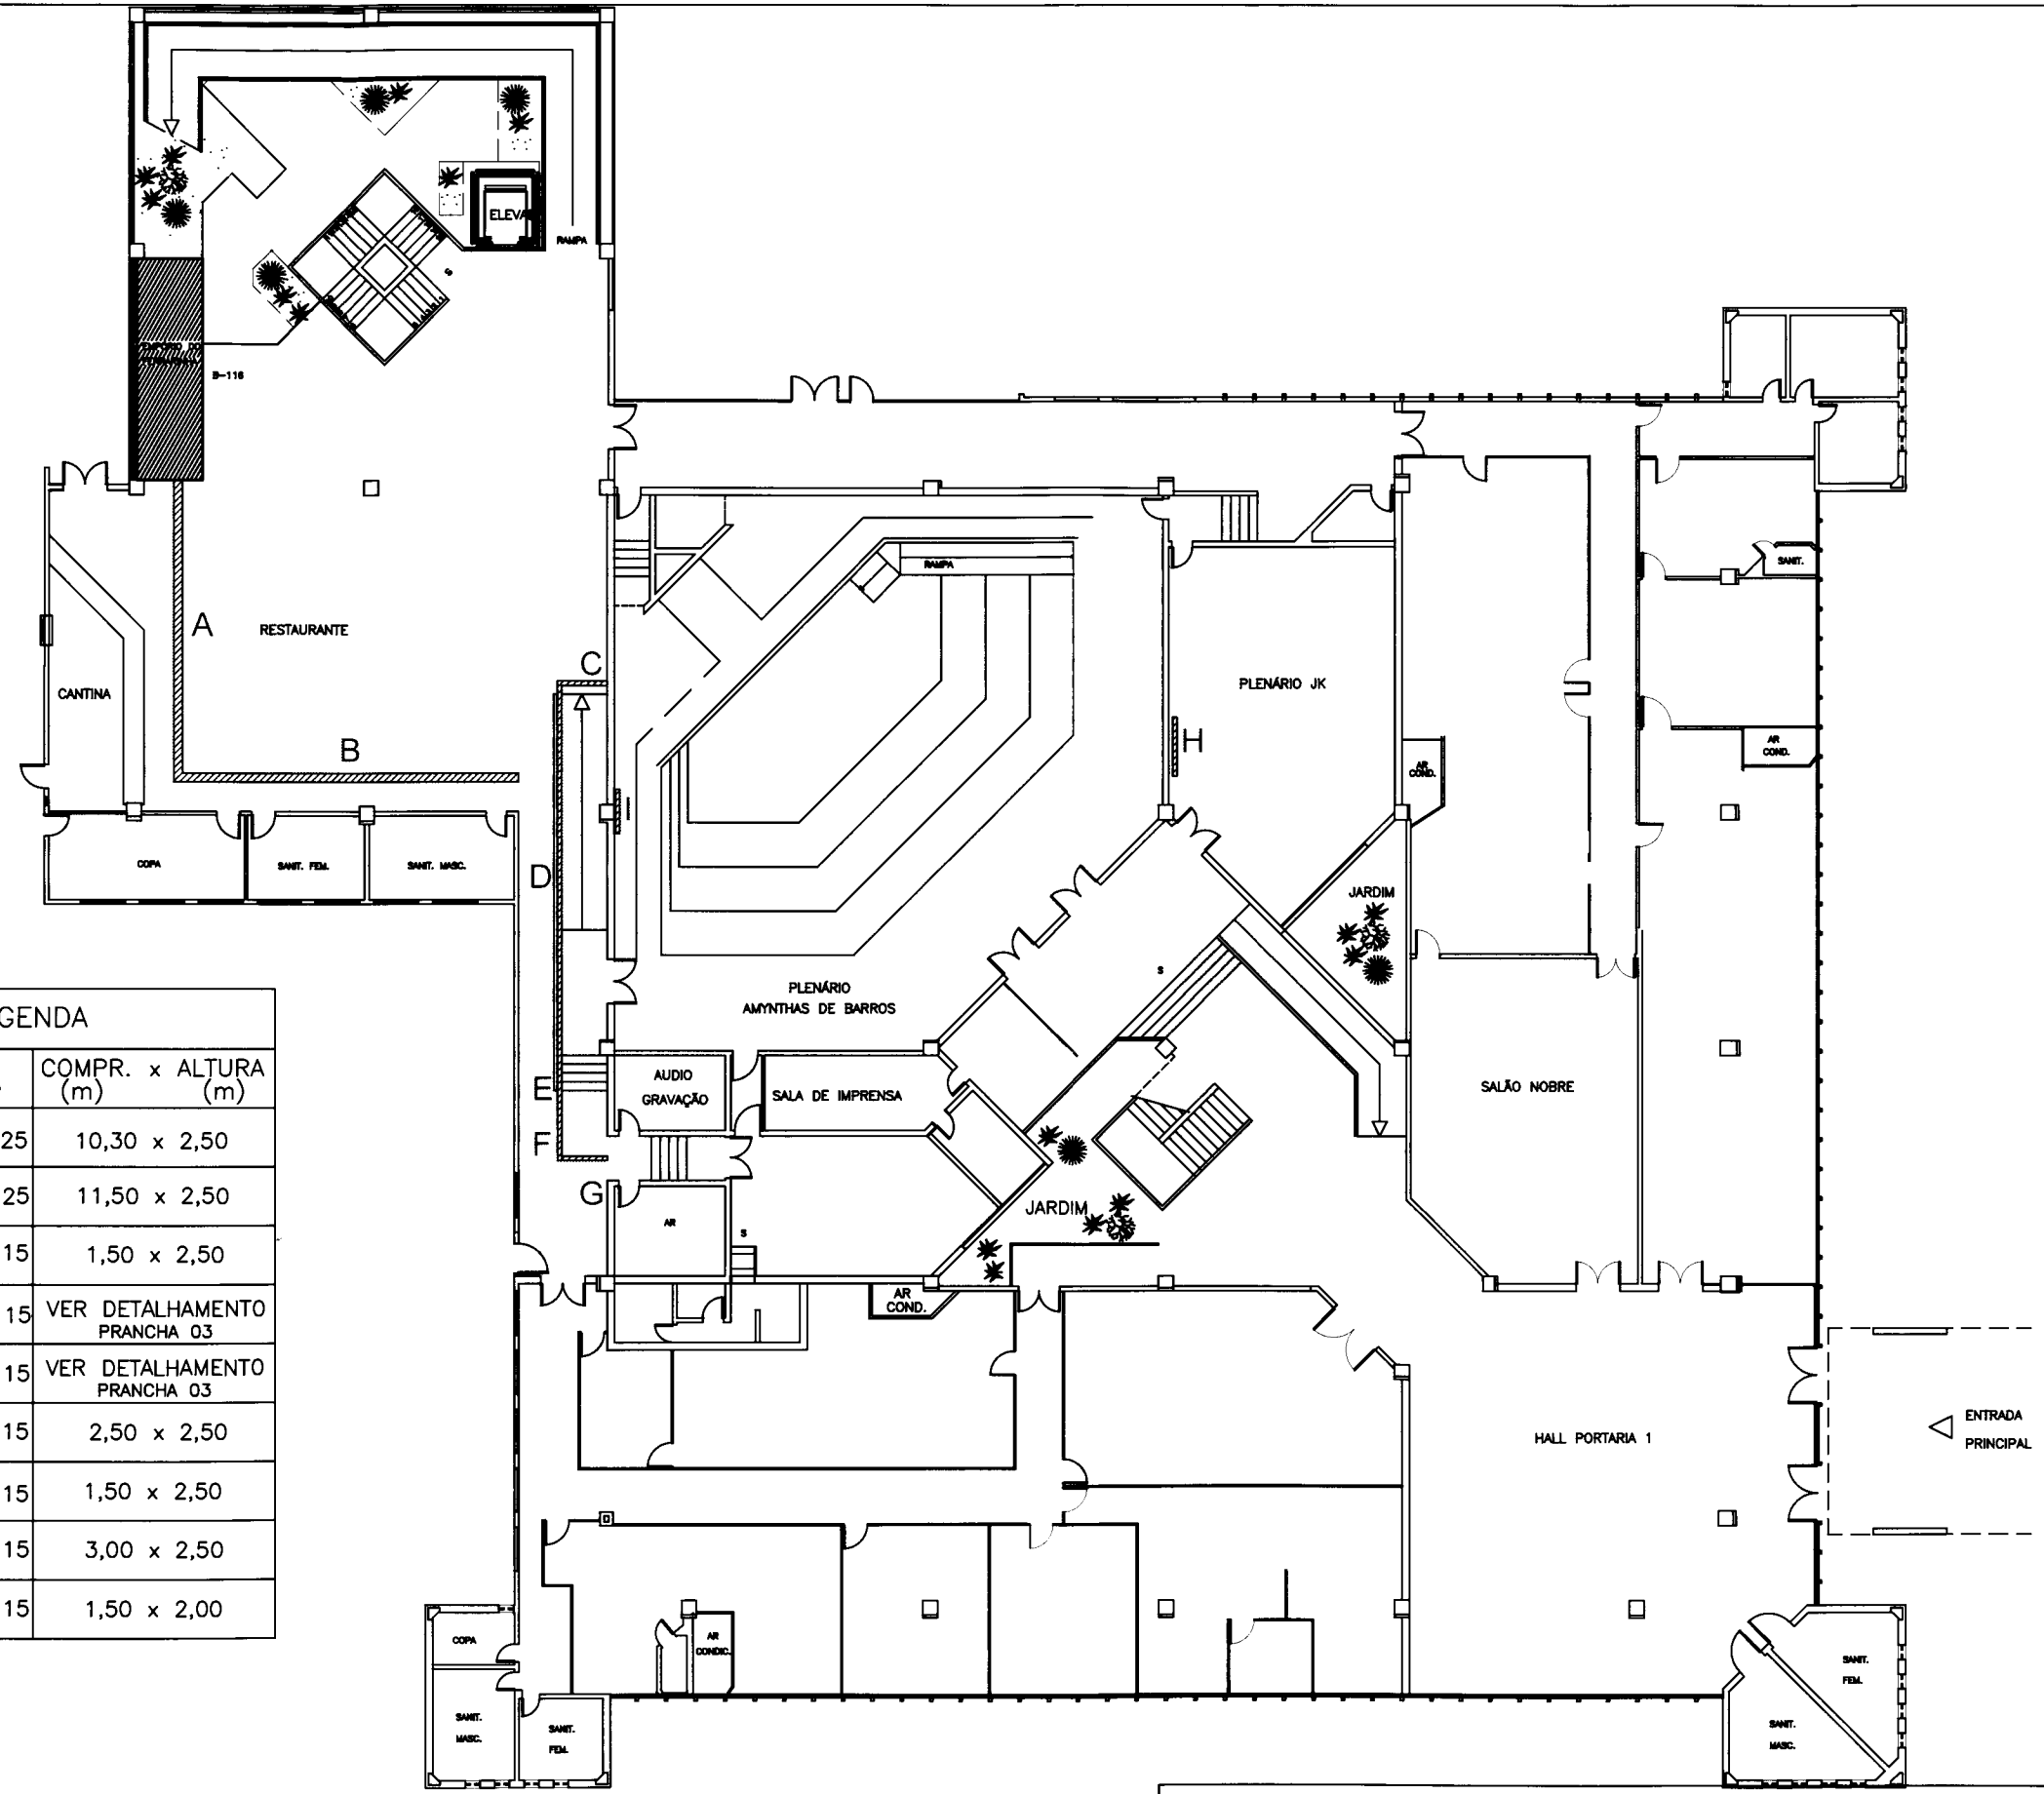 ELEVA
RAMPA
S
B-116
SANIT.
RAMPA
A
RESTAURANTE
C
CANTINA
PLENÁRIO JK
B
H
AR
COND.
AR
COND.
COPA
SANIT. FEM.
SANIT. MASC.
D
JARDIM
S
PLENÁRIO
AMYNTHAS DE BARROS
GENDA
COMPR. x ALTURA
(m) (m)
25 10,30 x 2,50
25 11,50 x 2,50
15 1,50 x 2,50
15 VER DETALHAMENTO
PRANCHA 03
15 VER DETALHAMENTO
PRANCHA 03
15 2,50 x 2,50
15 1,50 x 2,50
15 3,00 x 2,50
15 1,50 x 2,00
E
AUDIO
GRAVAÇÃO
SALA DE IMPRENSA
SALÃO NOBRE
F
G
AR
S
JARDIM
AR
COND.
HALL PORTARIA 1
ENTRADA
PRINCIPAL
COPA
AR
CONDIC.
SANIT.
MASC.
SANIT.
FEM.
SANIT.
FEM.
SANIT.
MASC.